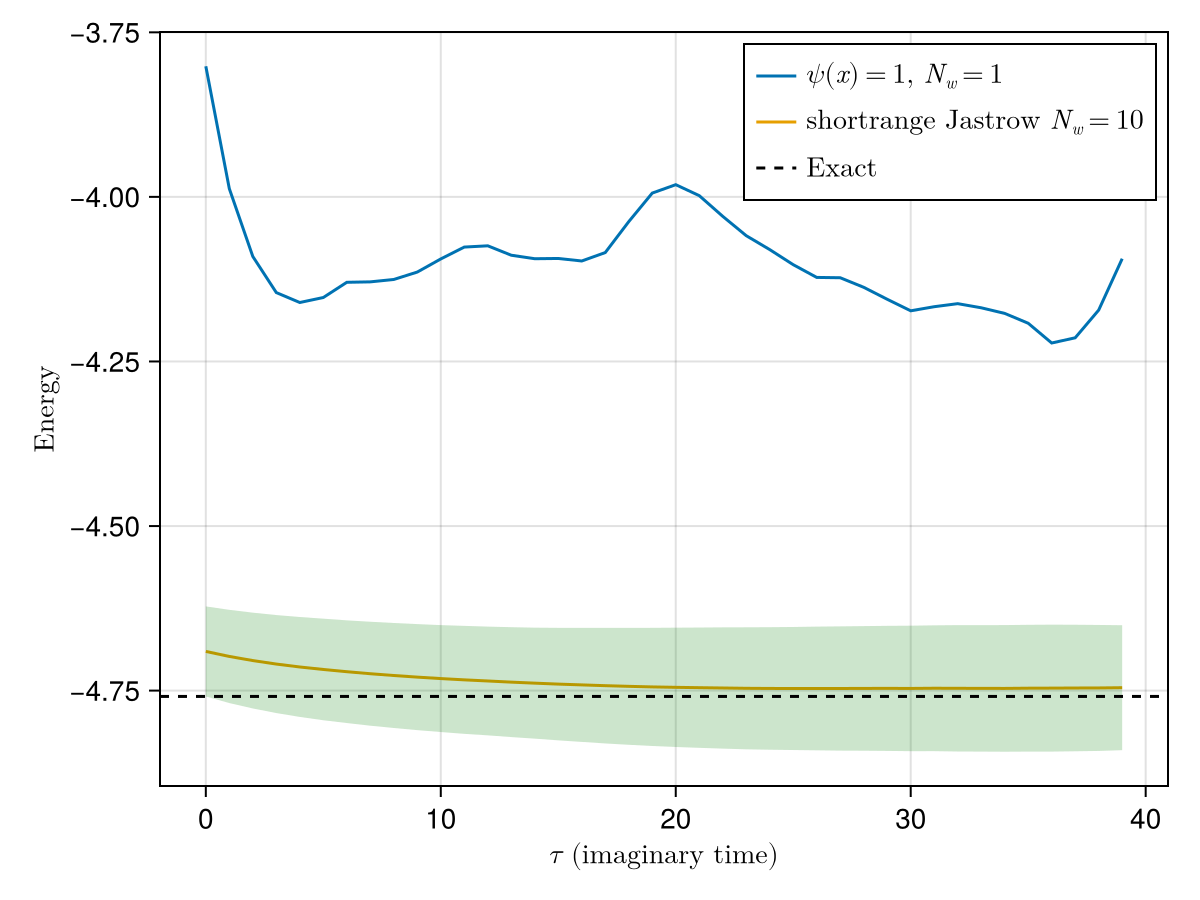 −3.75
−4.00
−4.25
−4.50
−4.75
Energy
0
10
20
30
40
τ (imaginary time)
ψ(x) = 1, N_w = 1
shortrange Jastrow N_w = 10
Exact